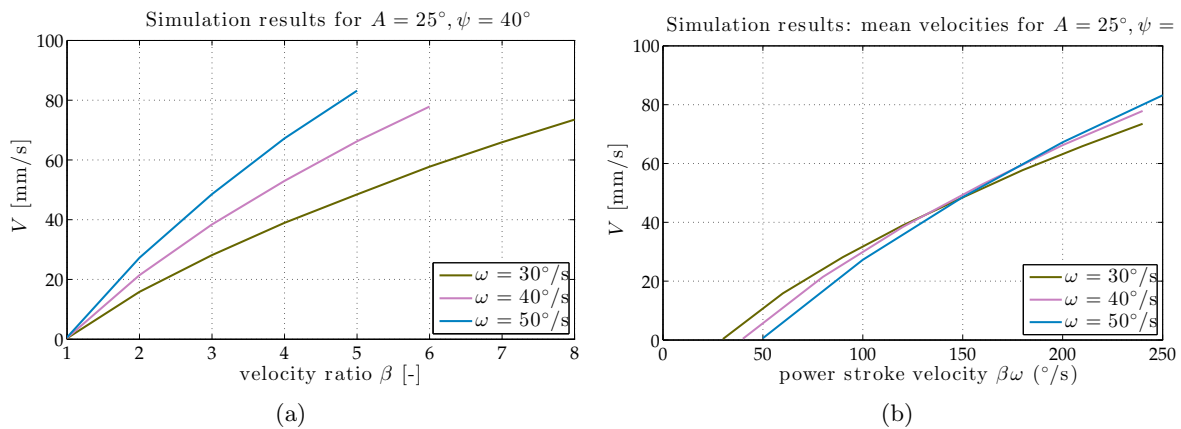 Simulation results for A = 25°, ψ = 40°
V [mm/s]
100
80
60
40
20
0
1 2 3 4 5 6 7 8
velocity ratio β [-]
ω = 30°/s
ω = 40°/s
ω = 50°/s
(a)
Simulation results: mean velocities for A = 25°, ψ =
V [mm/s]
100
80
60
40
20
0
0 50 100 150 200 250
power stroke velocity βω (°/s)
ω = 30°/s
ω = 40°/s
ω = 50°/s
(b)